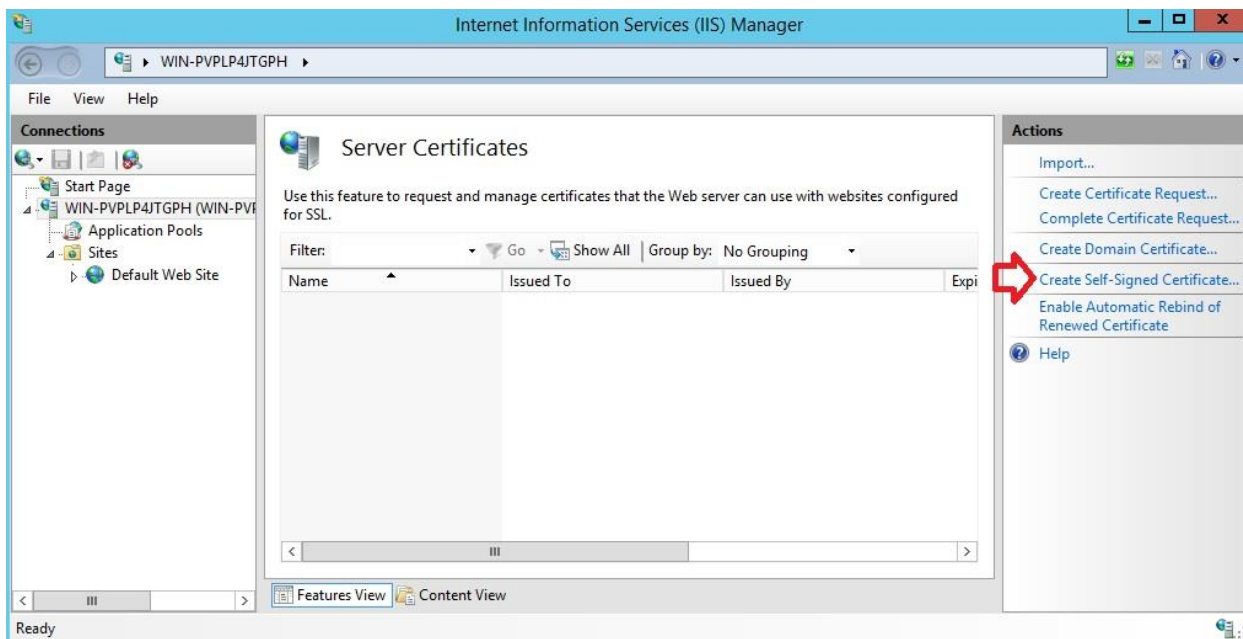 Internet Information Services (IIS) Manager
WIN-PVPLP4JTGPH
File View Help
Connections
Start Page
WIN-PVPLP4JTGPH (WIN-PVP
Application Pools
Sites
Default Web Site
Server Certificates
Use this feature to request and manage certificates that the Web server can use with websites configured
for SSL.
Filter: Go Show All Group by: No Grouping
Name Issued To Issued By Expi
Features View Content View
Actions
Import...
Create Certificate Request...
Complete Certificate Request...
Create Domain Certificate...
Create Self-Signed Certificate...
Enable Automatic Rebind of
Renewed Certificate
Help
Ready